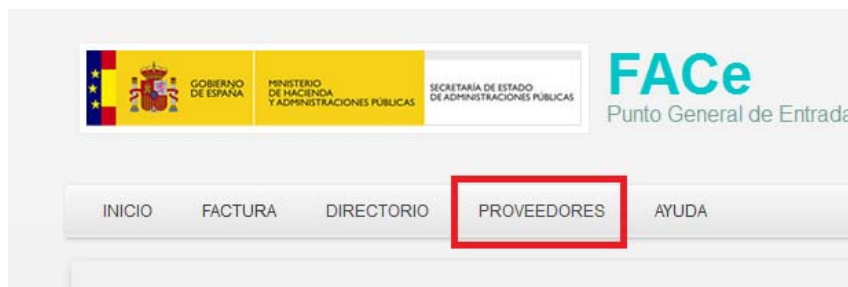 GOBIERNO
DE ESPAÑA
MINISTERIO
DE HACIENDA
Y ADMINISTRACIONES PÚBLICAS
SECRETARÍA DE ESTADO
DE ADMINISTRACIONES PÚBLICAS
FACe
Punto General de Entrada
INICIO FACTURA DIRECTORIO PROVEEDORES AYUDA